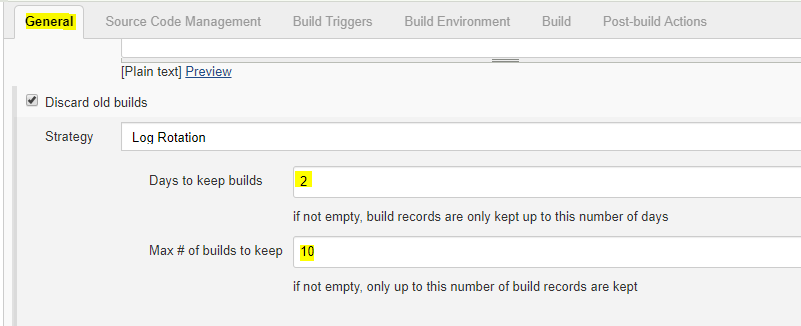 General Source Code Management Build Triggers Build Environment Build Post-build Actions
[Plain text] Preview
Discard old builds
Strategy Log Rotation
Days to keep builds 2
if not empty, build records are only kept up to this number of days
Max # of builds to keep 10
if not empty, only up to this number of build records are kept